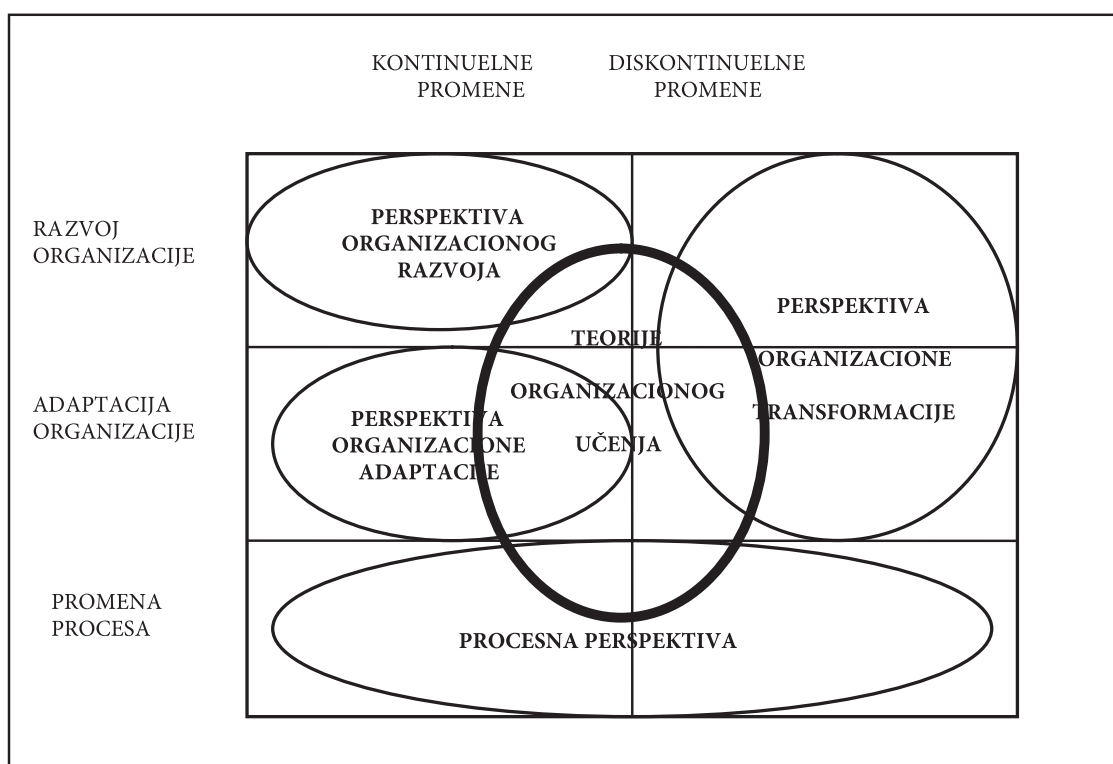 KONTINUELNE
PROMENE
DISKONTINUELNE
PROMENE
RAZVOJ
ORGANIZACIJE
PERSPEKTIVA
ORGANIZACIONOG
RAZVOJA
TEORIJE
ORGANIZACIONOG
UČENJA
PERSPEKTIVA
ORGANIZACIONE
TRANSFORMACIJE
ADAPTACIJA
ORGANIZACIJE
PERSPEKTIVA
ORGANIZACIONE
ADAPTACIJE
PROMENA
PROCESA
PROCESNA PERSPEKTIVA